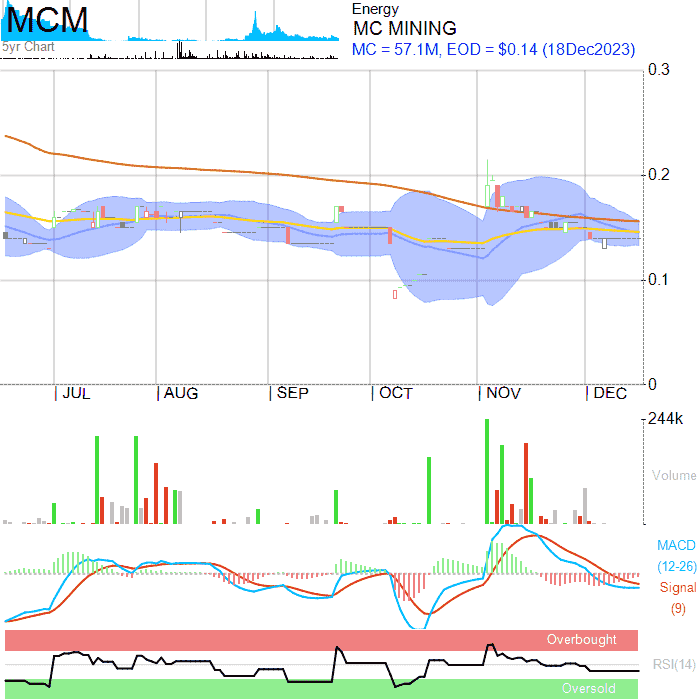 MCM
5yr Chart
Energy
MC MINING
MC = 57.1M, EOD = $0.14 (18Dec2023)
0.3
0.2
0.1
0
JUL AUG SEP OCT NOV DEC
244k
Volume
MACD
(12-26)
Signal
(9)
Overbought
RSI(14)
Oversold